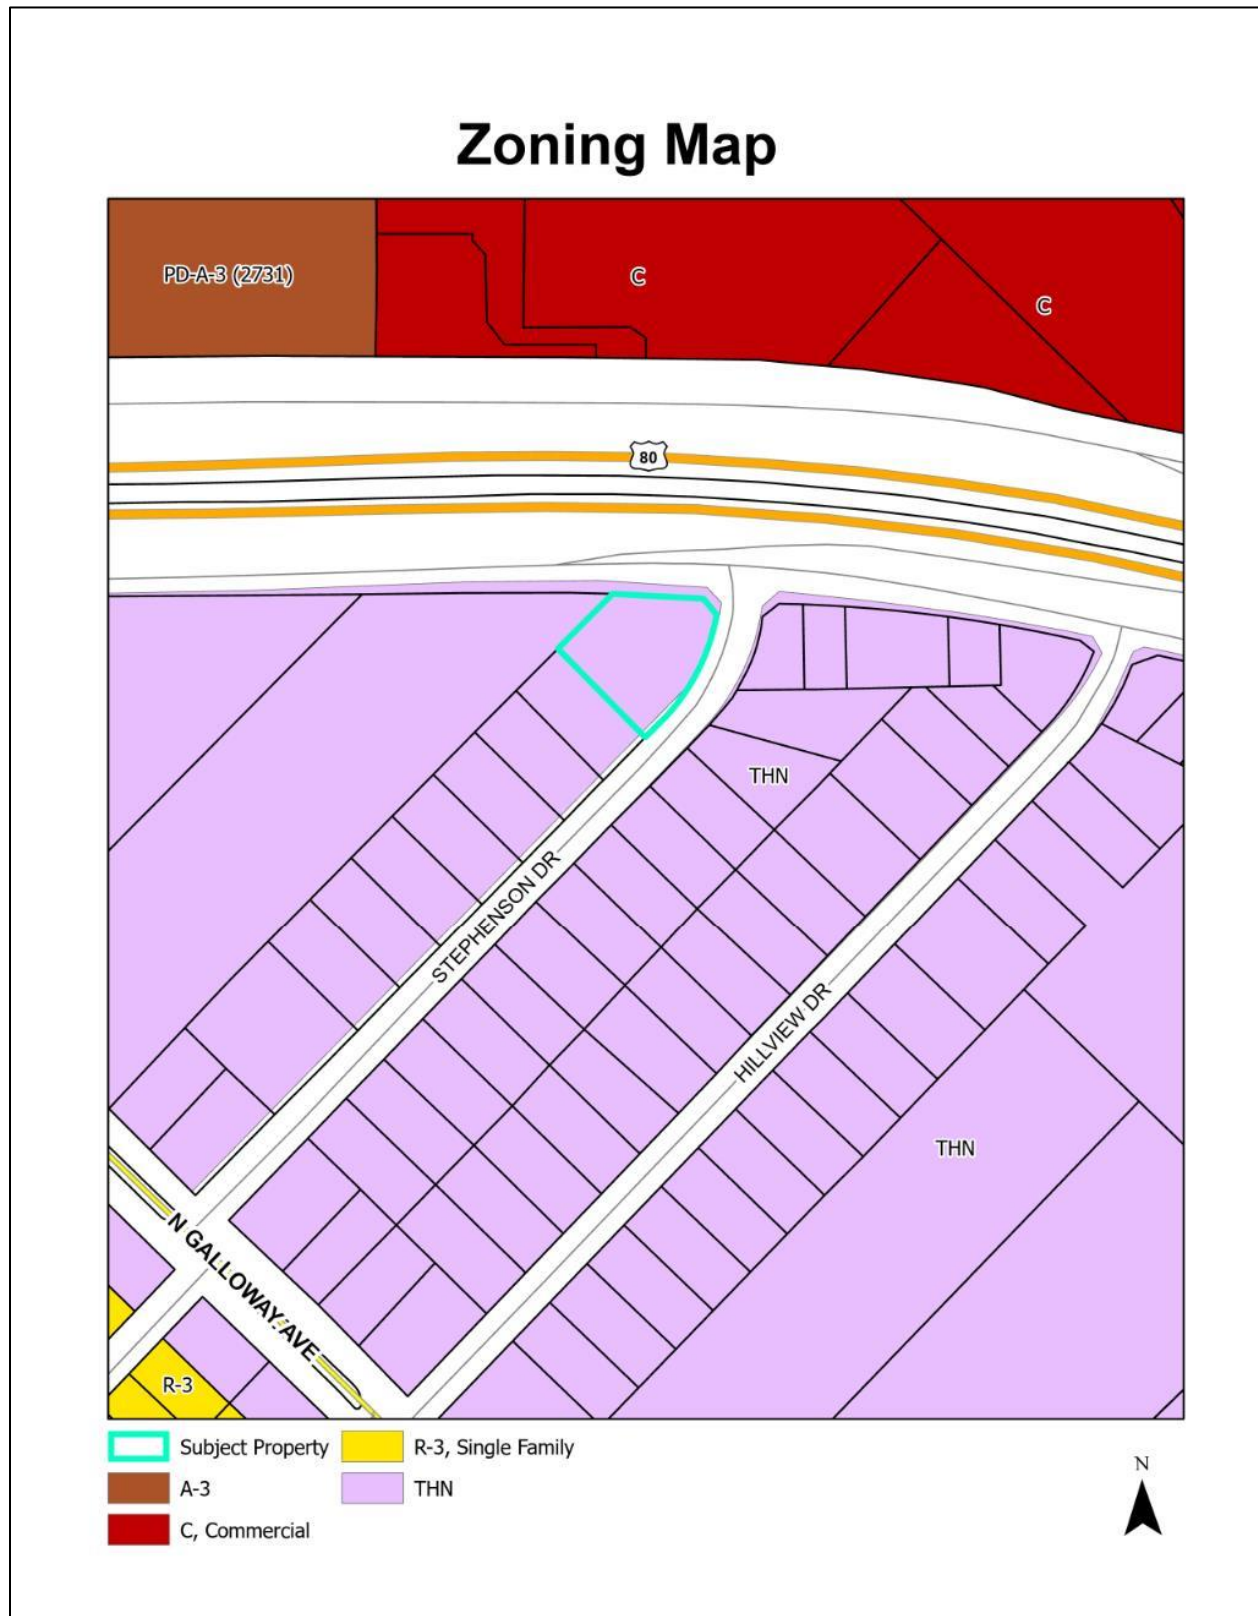 Zoning Map
PD-A-3 (2731)
C
C
80
THN
STEPHENSON DR
HILLVIEW DR
THN
N GALLOWAY AVE
R-3
Subject Property
R-3, Single Family
A-3
THN
C, Commercial
N